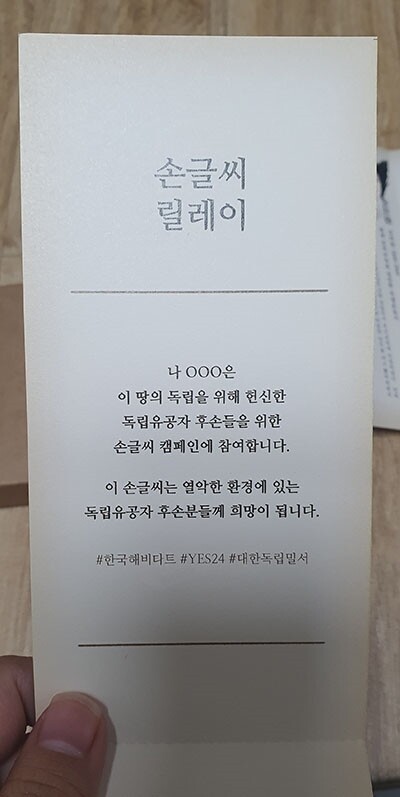 손글씨
릴레이
나 OOO은
이 땅의 독립을 위해 헌신한
독립유공자 후손들을 위한
손글씨 캠페인에 참여합니다.
이 손글씨는 열악한 환경에 있는
독립유공자 후손분들께 희망이 됩니다.
#한국해비타트 #YES24 #대한독립밀서